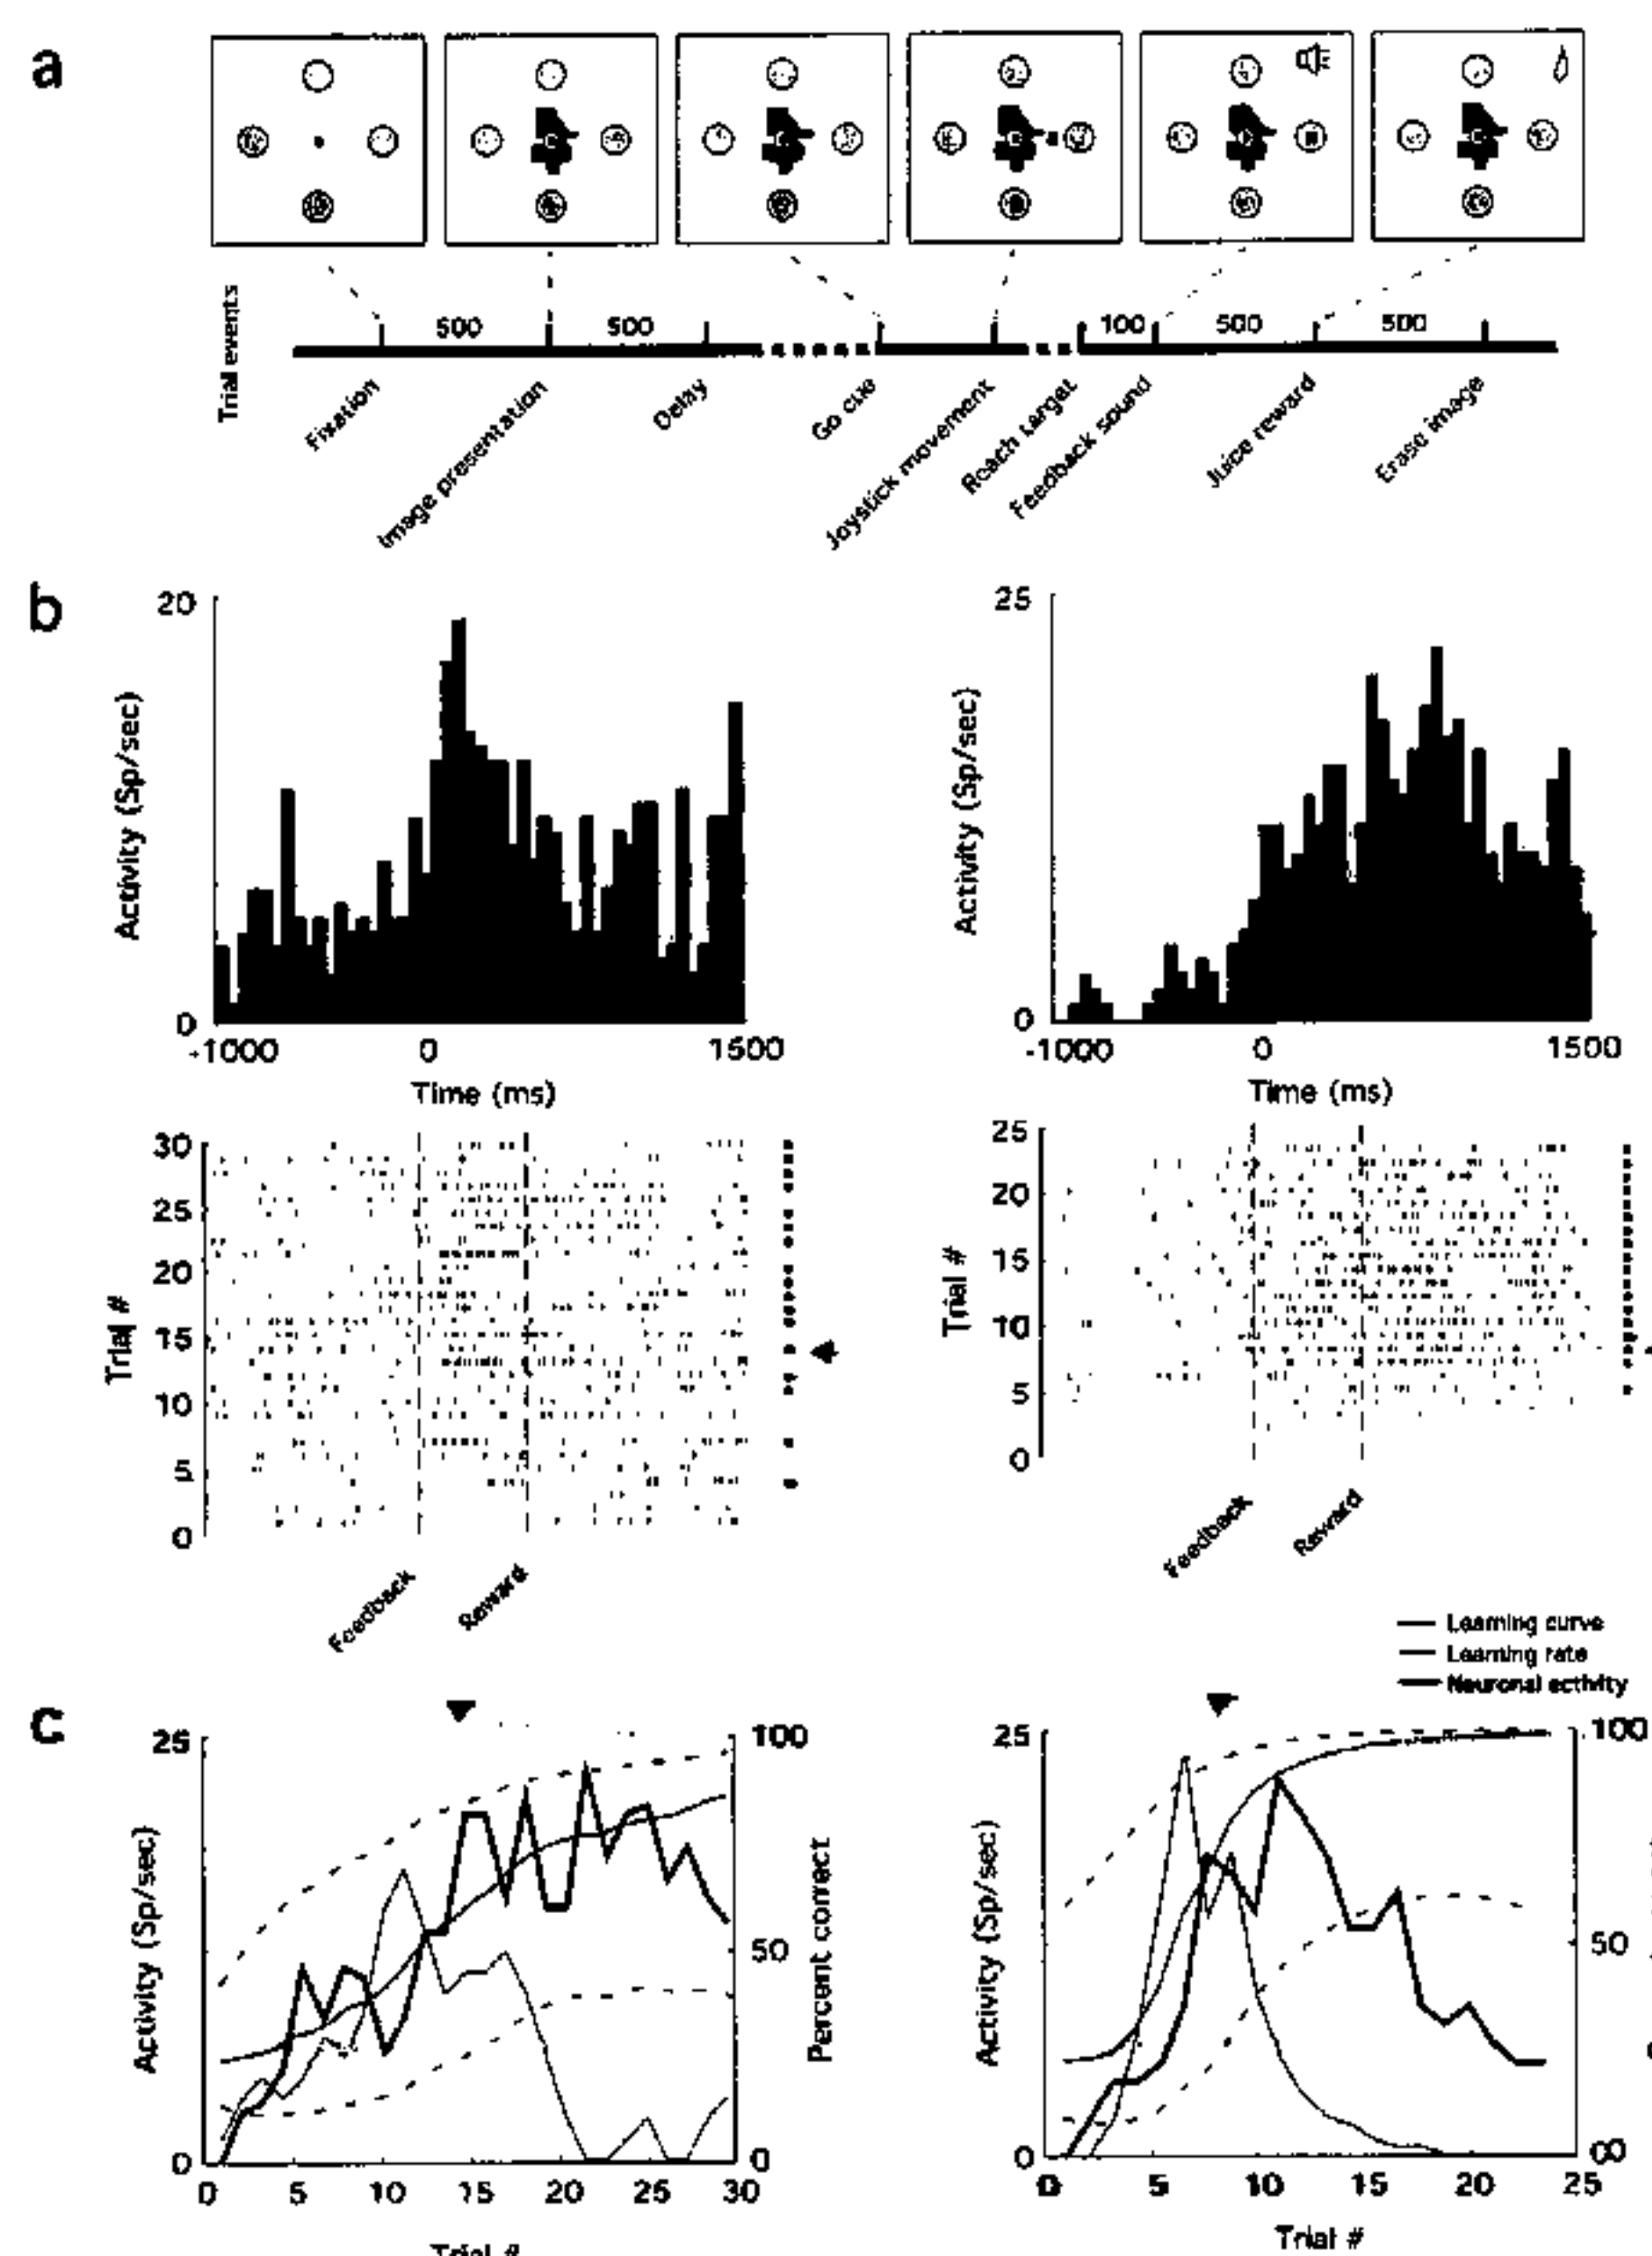 a
Trial events
500 500 100 500 500
Fixation
Image presentation
Delay
Go cue
Joystick movement
Reach target
Feedback sound
Juice reward
Erase image
b
20
Activity (Sp/sec)
0
-1000 0 1500
Time (ms)
25
Activity (Sp/sec)
0
-1000 0 1500
Time (ms)
30
25
20
15
10
5
0
Trial #
Feedback
Reward
25
20
15
10
5
0
Trial #
Feedback
Reward
Learning curve
Learning rate
Neuronal activity
c
25
Activity (Sp/sec)
0
100
50
0
Percent correct
0 5 10 15 20 25 30
Trial #
25
Activity (Sp/sec)
0
100
50
0
0 5 10 15 20 25
Trial #